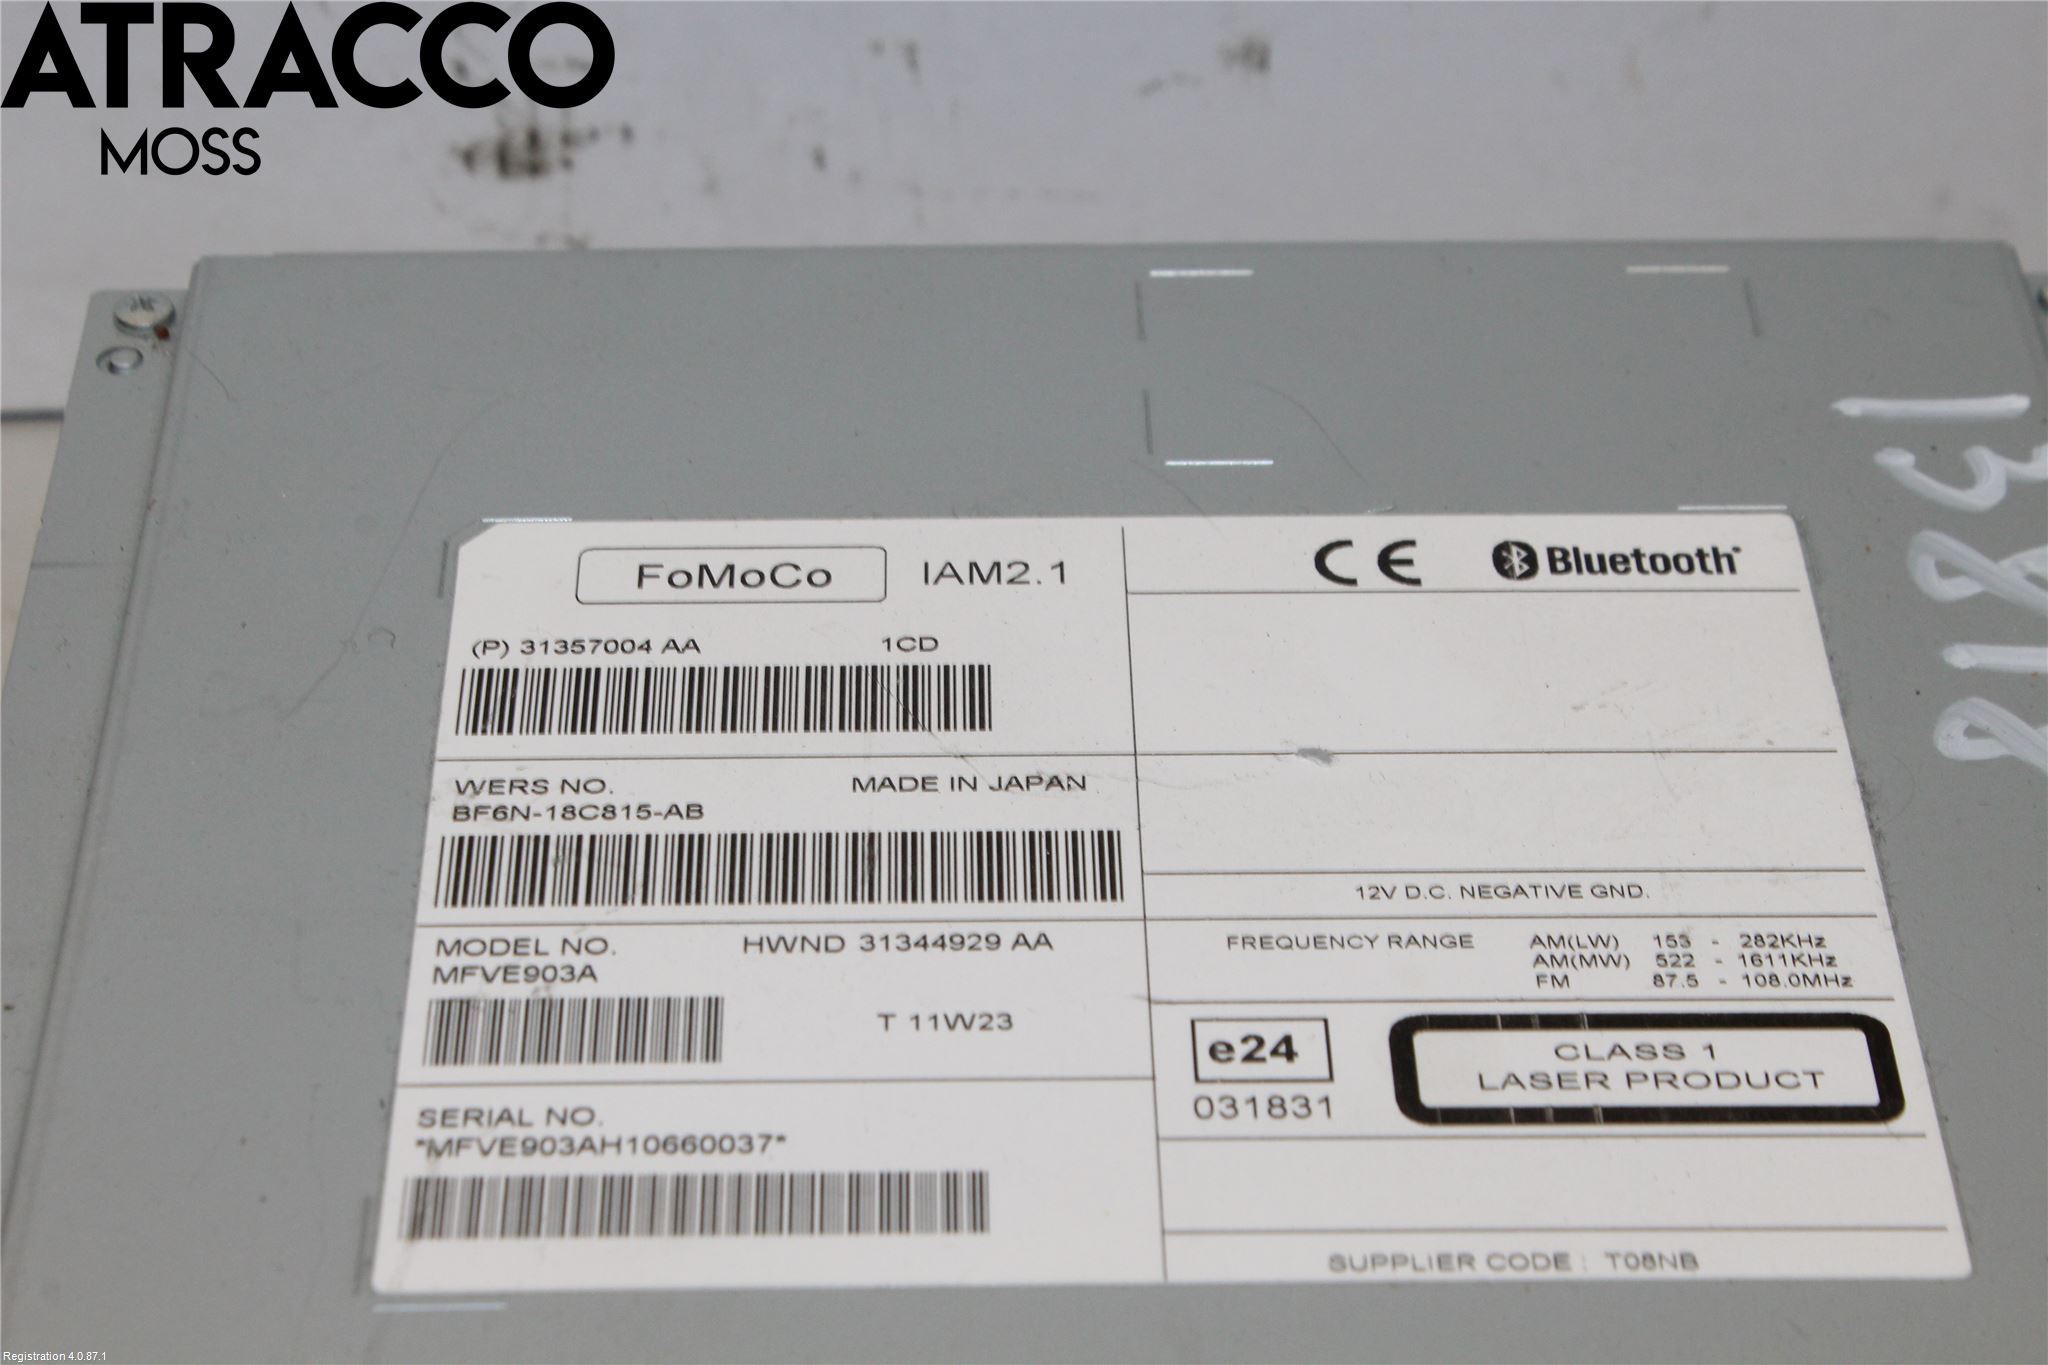 ATRACCO
MOSS
FoMoCo IAM2.1
(P) 31357004 AA 1CD
WERS NO. MADE IN JAPAN
BF6N-18C815-AB
MODEL NO. HWND 31344929 AA
MFVE903A
T 11W23
SERIAL NO.
*MFVE903AH10660037*
CE Bluetooth
12V D.C. NEGATIVE GND.
FREQUENCY RANGE AM(LW) 153 - 282KHz
AM(MW) 522 - 1611KHz
FM 87.5 - 108.0MHz
e24
031831
CLASS 1
LASER PRODUCT
SUPPLIER CODE : T08NB
Registration 4.0.87.1